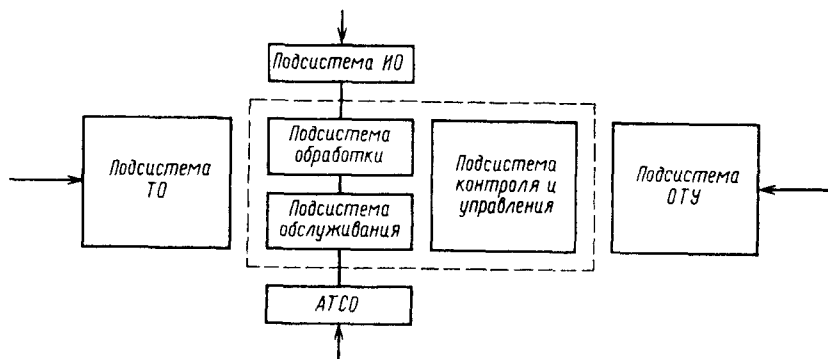 Подсистема ИО
Подсистема
ТО
Подсистема
обработки
Подсистема
обслуживания
Подсистема
контроля и
управления
Подсистема
ОТУ
АТСО